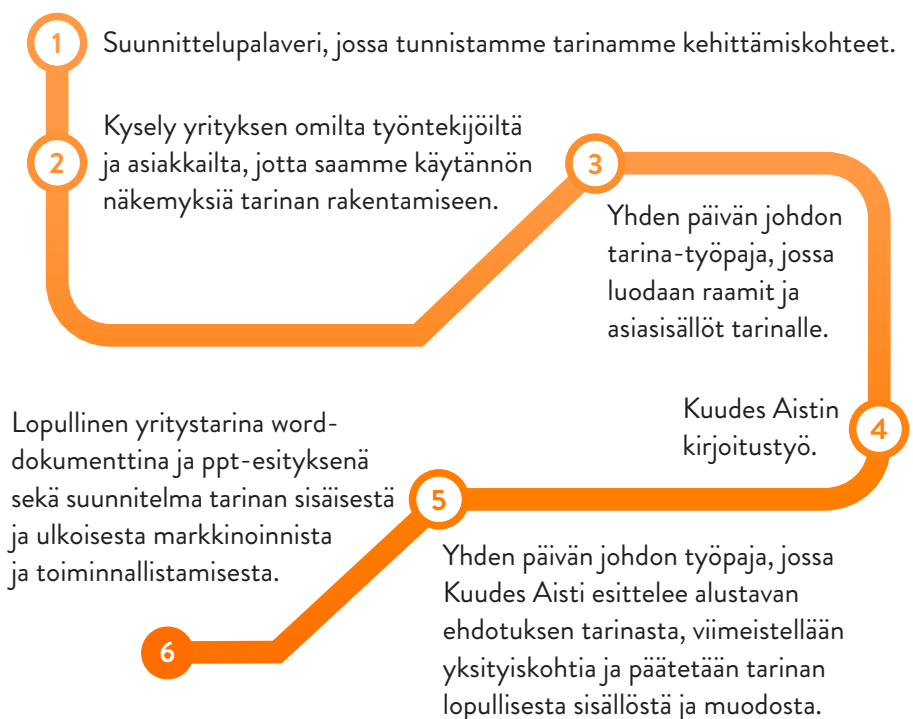 1 Suunnittelupalaveri, jossa tunnistamme tarinamme kehittämiskohteet.
2 Kysely yrityksen omilta työntekijöiltä
ja asiakkailta, jotta saamme käytännön
näkemyksiä tarinan rakentamiseen.
3
Yhden päivän johdon
tarina-työpaja, jossa
luodaan raamit ja
asiasisällöt tarinalle.
4
Kuudes Aistin
kirjoitustyö.
5
Yhden päivän johdon työpaja, jossa
Kuudes Aisti esittelee alustavan
ehdotuksen tarinasta, viimeistellään
yksityiskohtia ja päätetään tarinan
lopullisesta sisällöstä ja muodosta.
Lopullinen yritystarina word-
dokumenttina ja ppt-esityksenä
sekä suunnitelma tarinan sisäisestä
ja ulkoisesta markkinoinnista
ja toiminnallistamisesta.
6